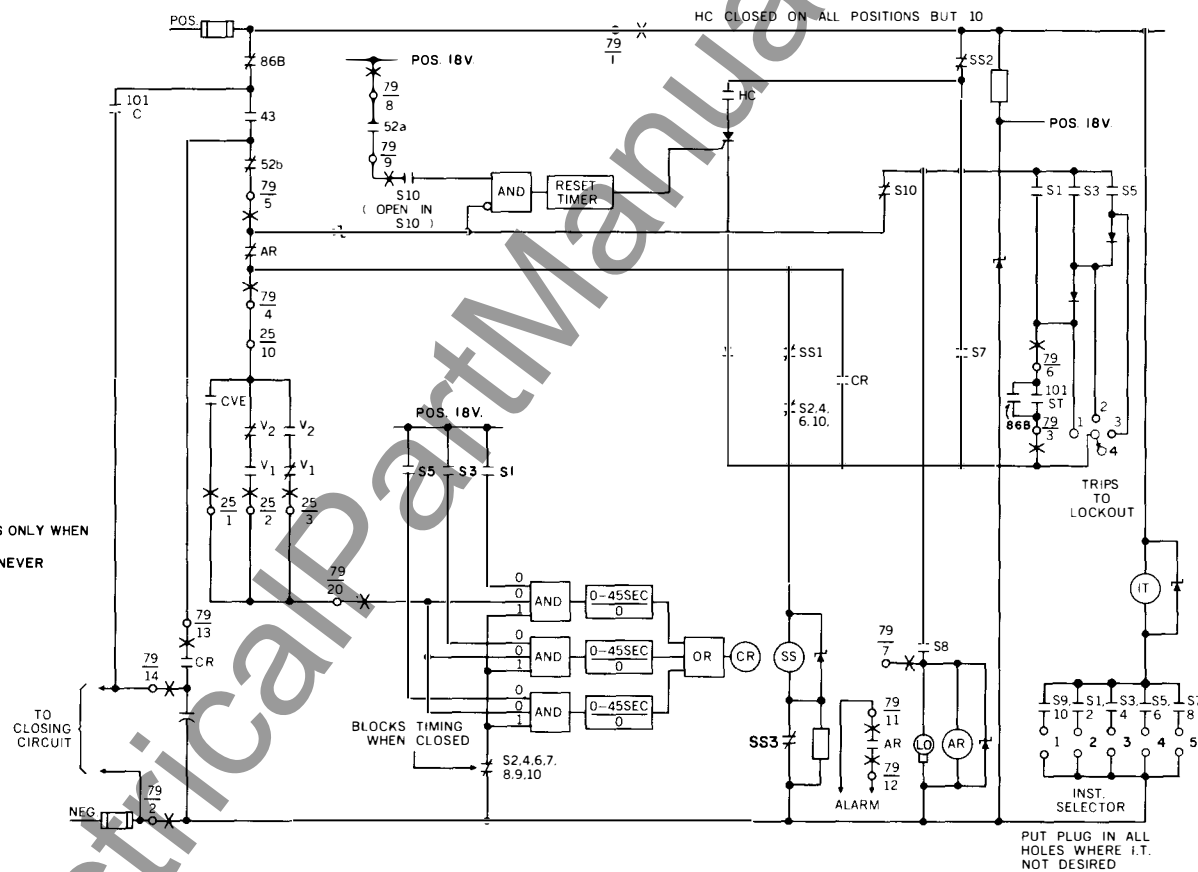 HC CLOSED ON ALL POSITIONS BUT 10
POS.
79
1
86B
SS2
POS. 18V.
101
C
79
8
HC
43
POS. 18V.
52a
52b
79
9
79
5
S10
( OPEN IN
S10 )
AND
RESET
TIMER
S10
S1
S3
S5
AR
79
4
25
10
SS1
S7
CR
79
6
101
ST
86B
79
3
1
2
3
4
TRIPS
TO
LOCKOUT
S2,4,
6,10,
CVE
V2
V2
V1
V1
POS. 18V.
S5
S3
S1
25
1
25
2
25
3
S ONLY WHEN
NEVER
79
20
0
0
1
AND
0-45SEC
0
0
0
1
AND
0-45SEC
0
OR
CR
0
0
1
AND
0-45SEC
0
IT
79
13
CR
79
14
TO
CLOSING
CIRCUIT
SS
79
7
S8
79
11
AR
79
12
ALARM
LO
AR
SS3
BLOCKS TIMING
WHEN CLOSED
S2,4,6,7,
8,9,10
S9,
10
S1,
2
S3,
4
S5,
6
S7
8
1
2
3
4
5
INST.
SELECTOR
NEG.
79
2
PUT PLUG IN ALL
HOLES WHERE I.T.
NOT DESIRED
ctricalPartManua